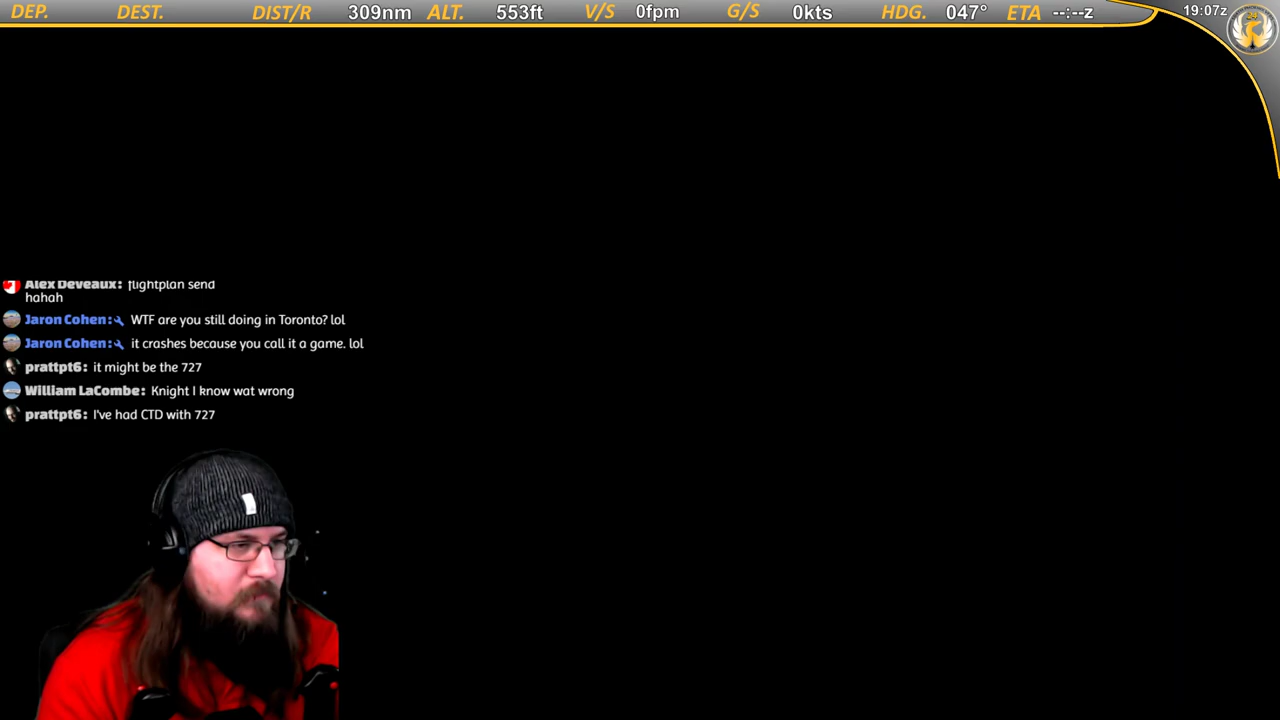 DEP. DEST. DIST/R 309nm ALT. 553ft V/S 0fpm G/S 0kts HDG. 047° ETA --:--z 19:07z
24
Alex Deveaux: flightplan send
hahah
Jaron Cohen: WTF are you still doing in Toronto? lol
Jaron Cohen: it crashes because you call it a game. lol
prattpt6: it might be the 727
William LaCombe: Knight I know wat wrong
prattpt6: I've had CTD with 727